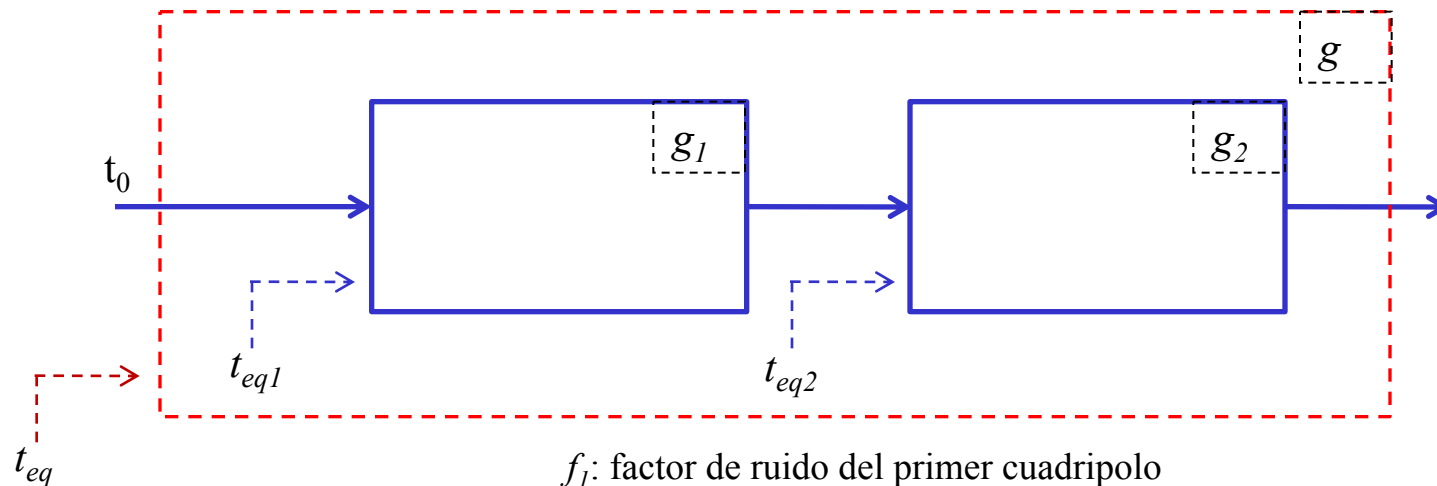 g
g1
g2
t0
teq1
teq2
teq
f1: factor de ruido del primer cuadripolo